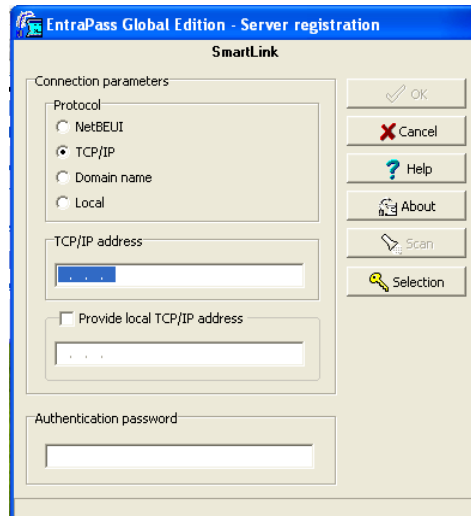 EntraPass Global Edition - Server registration
SmartLink
Connection parameters
Protocol
NetBEUI
TCP/IP
Domain name
Local
TCP/IP address
. . .
Provide local TCP/IP address
. . .
Authentication password
OK
Cancel
Help
About
Scan
Selection